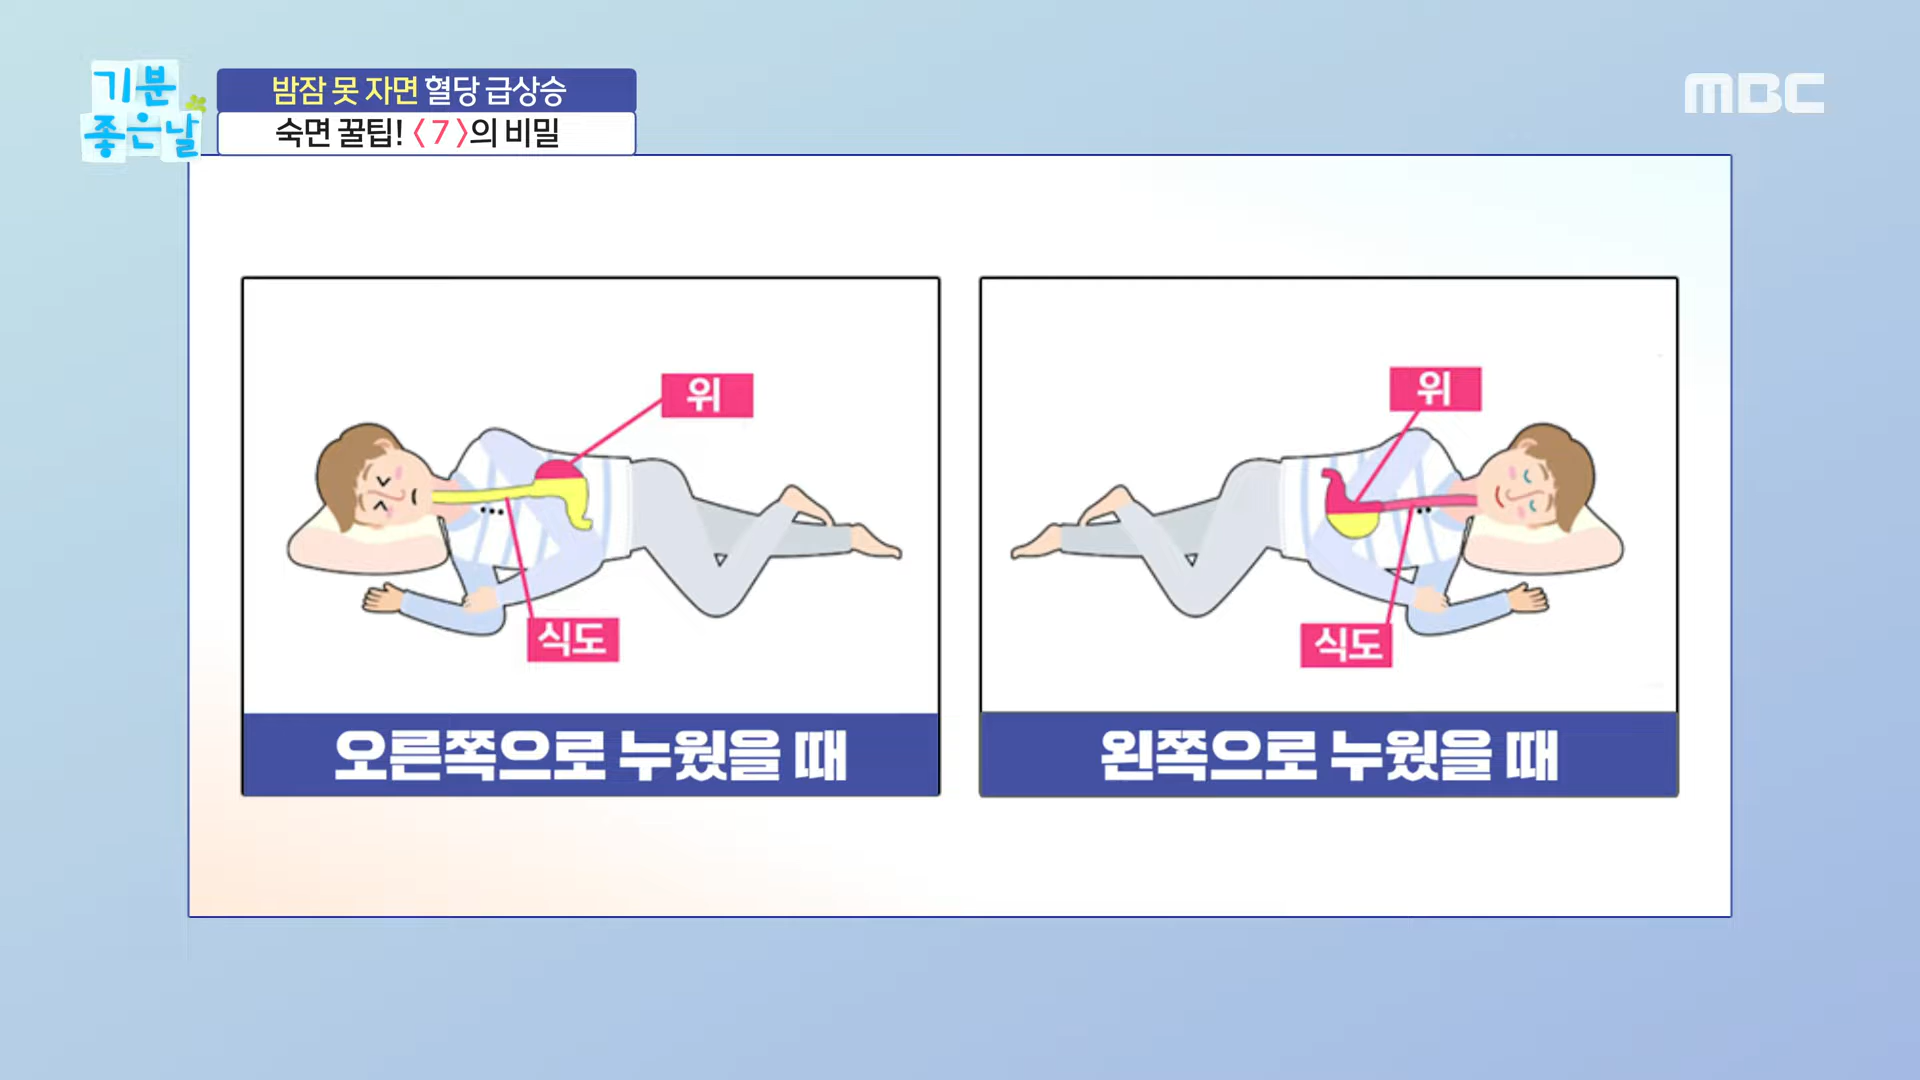 기분
좋은날
밤잠 못 자면 혈당 급상승
숙면 꿀팁! 〈7〉의 비밀
MBC
위
식도
오른쪽으로 누웠을 때
위
식도
왼쪽으로 누웠을 때